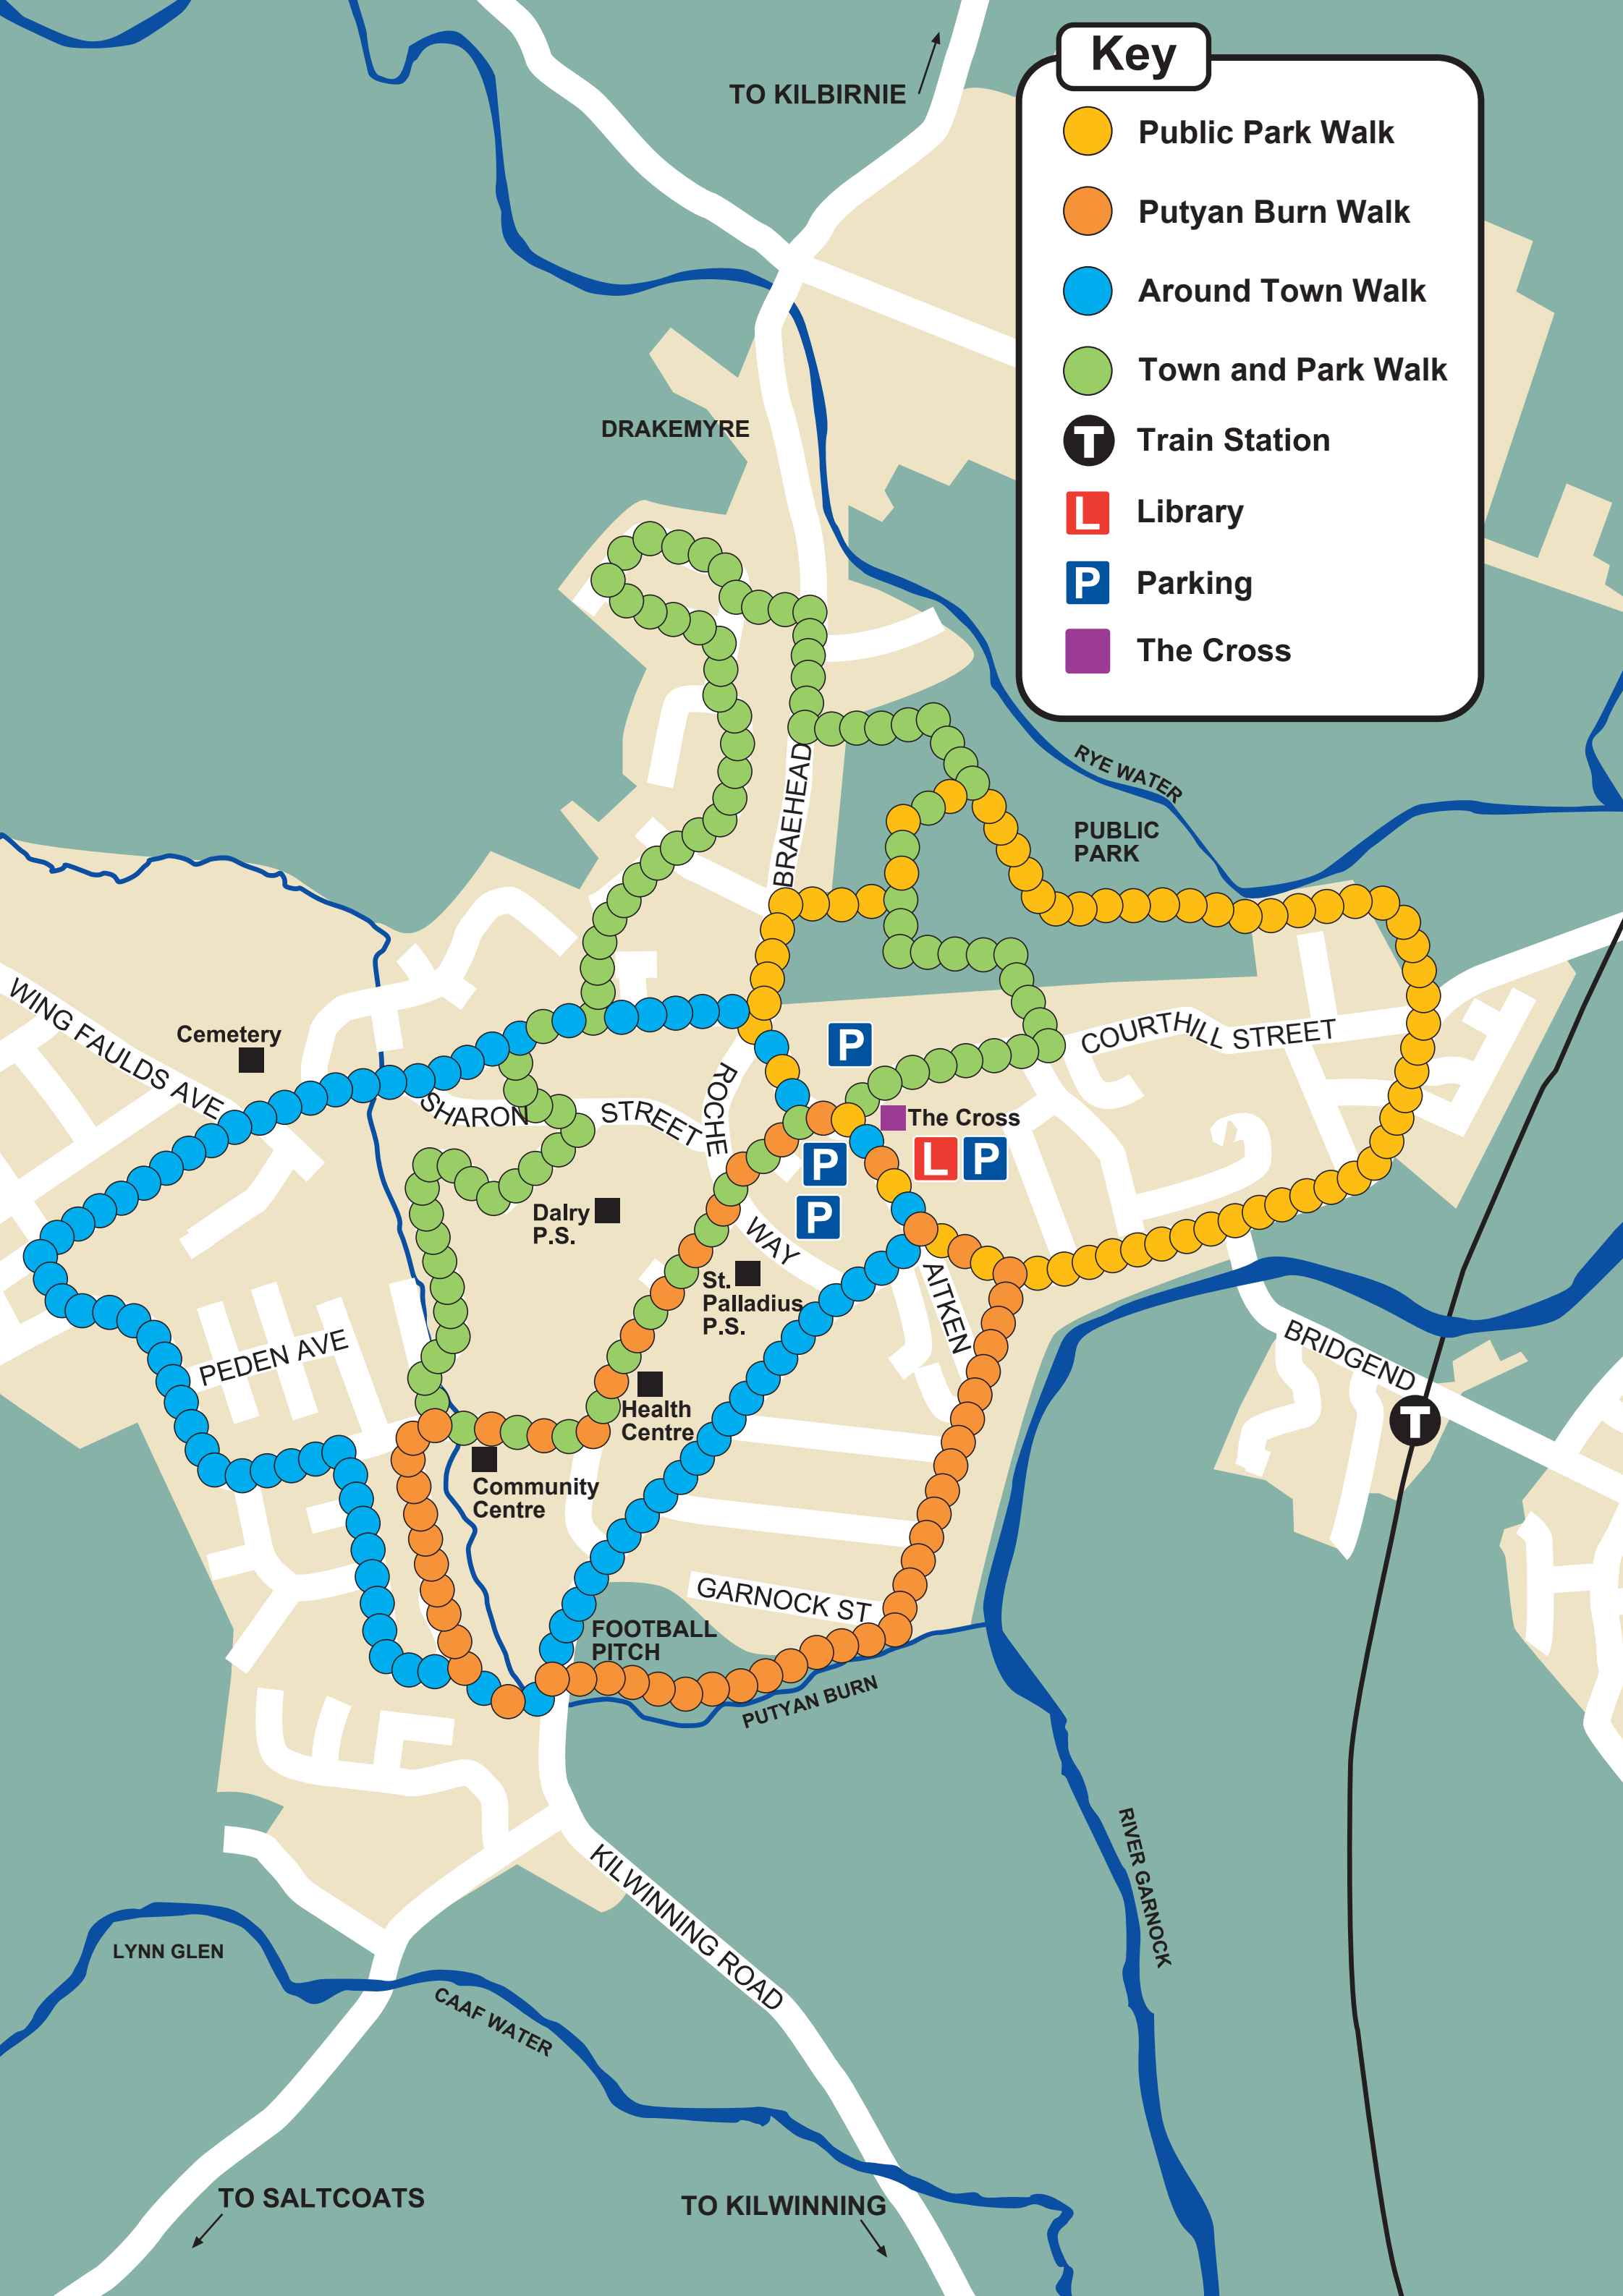 TO KILBIRNIE
Key
Public Park Walk
Putyan Burn Walk
Around Town Walk
Town and Park Walk
T
Train Station
L
Library
P
Parking
The Cross
DRAKEMYRE
RYE WATER
BRAEHEAD
PUBLIC
PARK
WING FAULDS AVE
Cemetery
COURTHILL STREET
P
SHARON
STREET
ROCHE
WAY
The Cross
P
L
P
P
Dalry
P.S.
St.
Palladius
P.S.
AITKEN
BRIDGEND
T
PEDEN AVE
Health
Centre
Community
Centre
GARNOCK ST
FOOTBALL
PITCH
PUTYAN BURN
RIVER GARNOCK
KILWINNING ROAD
LYNN GLEN
CAAF WATER
TO SALTCOATS
TO KILWINNING